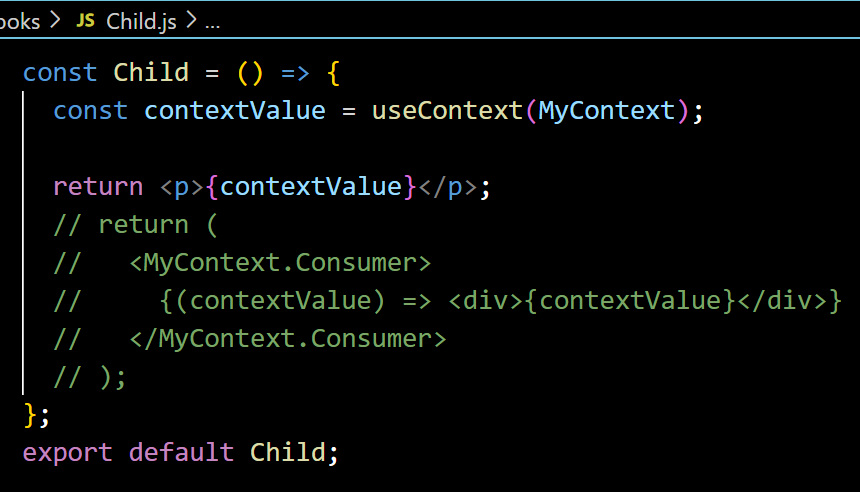 ooks > JS Child.js > ...
const Child = () => {
  const contextValue = useContext(MyContext);

  return <p>{contextValue}</p>;
  // return (
  //   <MyContext.Consumer>
  //     {(contextValue) => <div>{contextValue}</div>}
  //   </MyContext.Consumer>
  // );
};
export default Child;